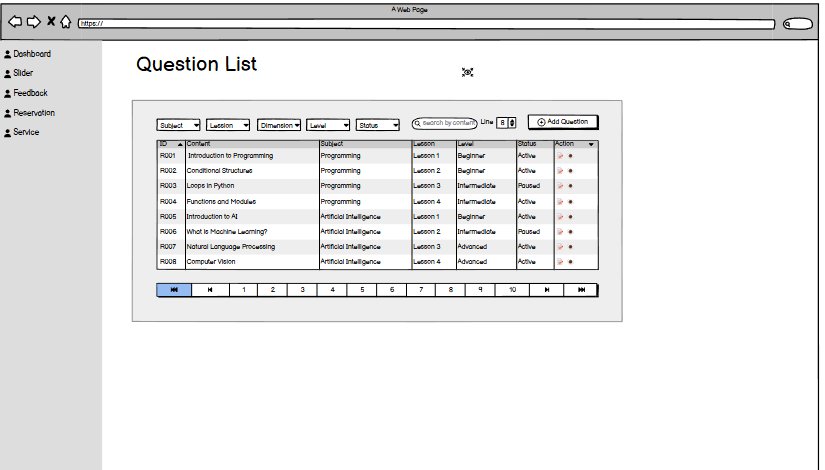 A Web Page
https://
Dashboard
Slider
Feedback
Reservation
Service
Question List
Subject Lession Dimension Level Status search by content Line 8 Add Question
ID Content Subject Lesson Level Status Action
R001 Introduction to Programming Programming Lesson 1 Beginner Active
R002 Conditional Structures Programming Lesson 2 Beginner Active
R003 Loops in Python Programming Lesson 3 Intermediate Paused
R004 Functions and Modules Programming Lesson 4 Intermediate Active
R005 Introduction to AI Artificial Intelligence Lesson 1 Beginner Active
R006 What is Machine Learning? Artificial Intelligence Lesson 2 Intermediate Paused
R007 Natural Language Processing Artificial Intelligence Lesson 3 Advanced Active
R008 Computer Vision Artificial Intelligence Lesson 4 Advanced Active
1 2 3 4 5 6 7 8 9 10